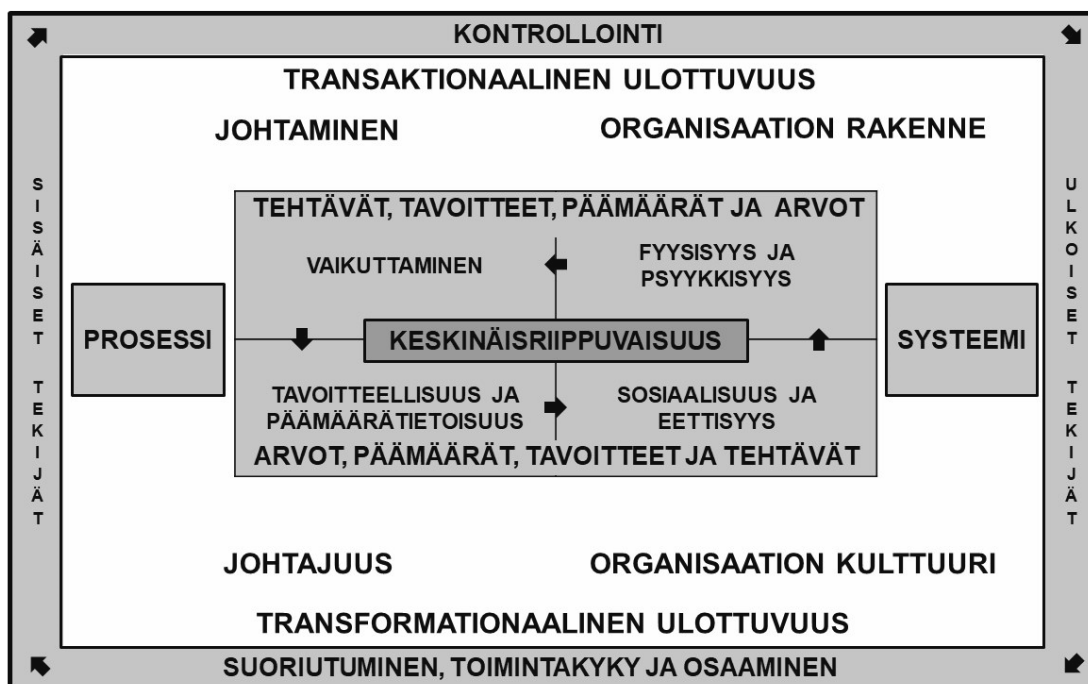 KONTROLLOINTI
TRANSAKTIONAALINEN ULOTTUVUUS
JOHTAMINEN
ORGANISAATION RAKENNE
SISÄISET TEKIJÄT
ULKOISET TEKIJÄT
TEHTÄVÄT, TAVOITTEET, PÄÄMÄÄRÄT JA ARVOT
VAIKUTTAMINEN
FYYSISYYS JA
PSYYKKISYYS
PROSESSI
KESKINÄISRIIPPUVAISUUS
SYSTEEMI
TAVOITTEELLISUUS JA
PÄÄMÄÄRÄTIETOISUUS
SOSIAALISUUS JA
EETTISYYS
ARVOT, PÄÄMÄÄRÄT, TAVOITTEET JA TEHTÄVÄT
JOHTAJUUS
ORGANISAATION KULTTUURI
TRANSFORMATIONAALINEN ULOTTUVUUS
SUORIUTUMINEN, TOIMINTAKYKY JA OSAAMINEN